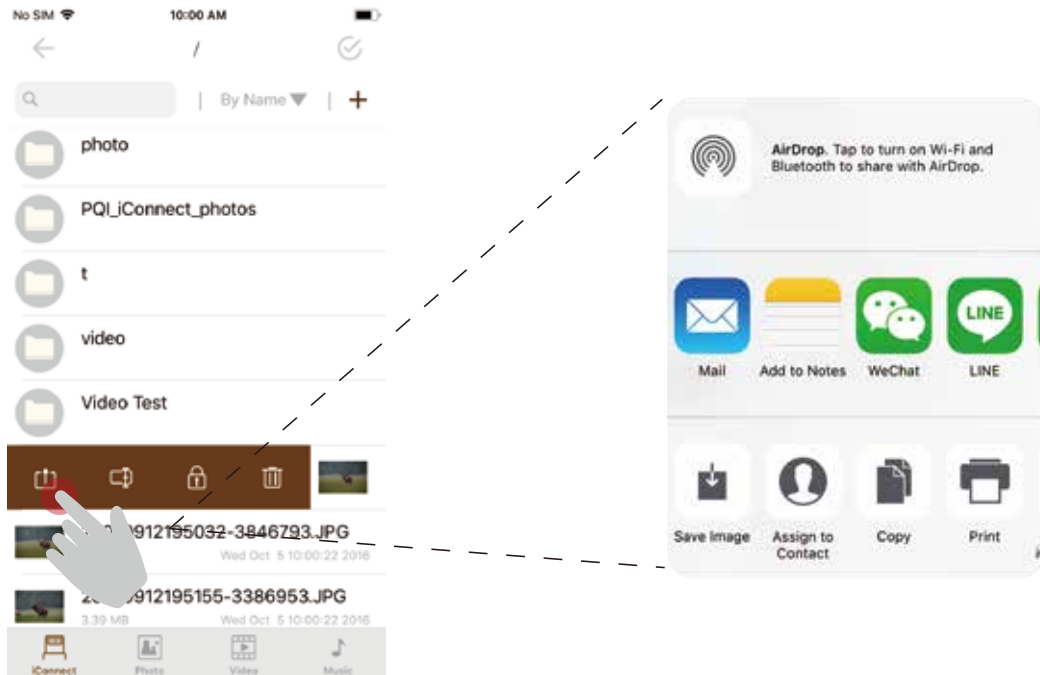 No SIM 10:00 AM
/
By Name
photo
PQI_iConnect_photos
t
video
Video Test
912195032-3846793.JPG
Wed Oct 5 10:00:22 2016
912195155-3386953.JPG
3.39 MB Wed Oct 5 10:00:22 2016
iConnect Photo Video Music
AirDrop. Tap to turn on Wi-Fi and
Bluetooth to share with AirDrop.
LINE
Mail Add to Notes WeChat LINE
Save Image Assign to Copy Print
Contact